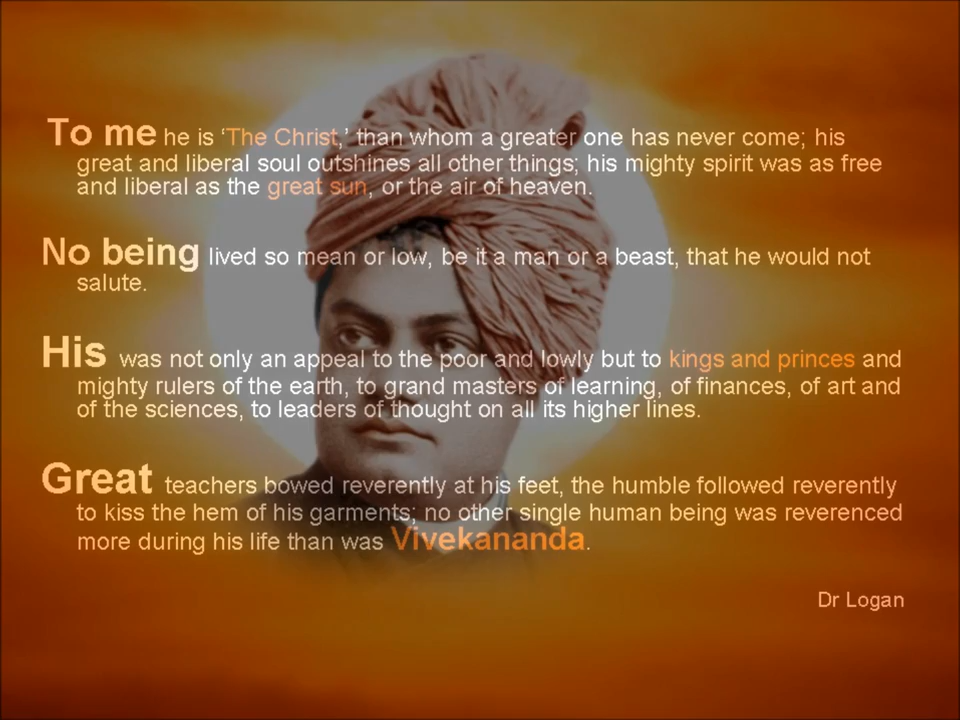 To me he is ‘The Christ,’ than whom a greater one has never come; his
great and liberal soul outshines all other things; his mighty spirit was as free
and liberal as the great sun, or the air of heaven.
No being lived so mean or low, be it a man or a beast, that he would not
salute.
His was not only an appeal to the poor and lowly but to kings and princes and
mighty rulers of the earth, to grand masters of learning, of finances, of art and
of the sciences, to leaders of thought on all its higher lines.
Great teachers bowed reverently at his feet, the humble followed reverently
to kiss the hem of his garments; no other single human being was reverenced
more during his life than was Vivekananda.
Dr Logan